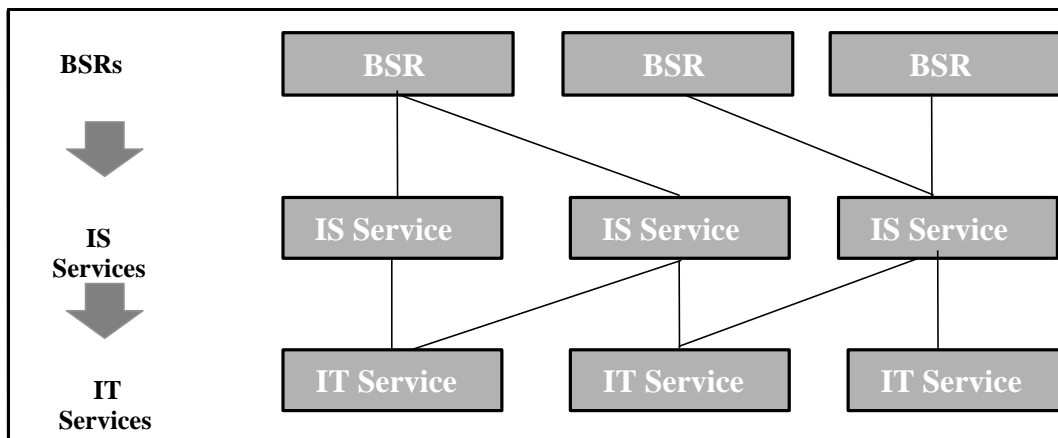 BSRs
BSR
BSR
BSR
IS
Services
IS Service
IS Service
IS Service
IT
Services
IT Service
IT Service
IT Service